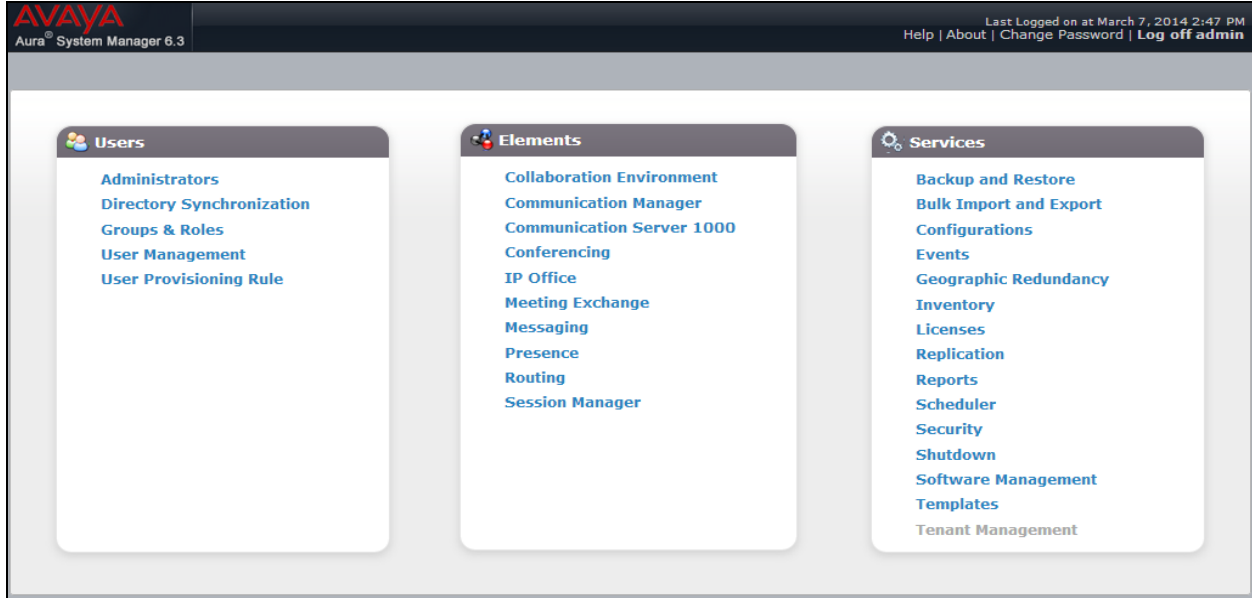 AVAYA
Aura® System Manager 6.3
Last Logged on at March 7, 2014 2:47 PM
Help | About | Change Password | Log off admin
Users
Administrators
Directory Synchronization
Groups & Roles
User Management
User Provisioning Rule
Elements
Collaboration Environment
Communication Manager
Communication Server 1000
Conferencing
IP Office
Meeting Exchange
Messaging
Presence
Routing
Session Manager
Services
Backup and Restore
Bulk Import and Export
Configurations
Events
Geographic Redundancy
Inventory
Licenses
Replication
Reports
Scheduler
Security
Shutdown
Software Management
Templates
Tenant Management